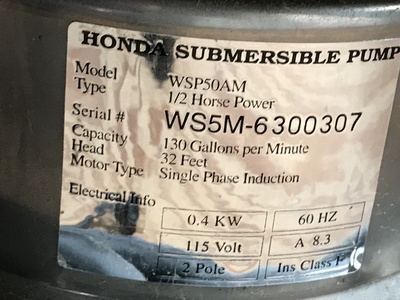 HONDA SUBMERSIBLE PUMP
Model WSP50AM
Type 1/2 Horse Power
Serial # WS5M-6300307
Capacity 130 Gallons per Minute
Head 32 Feet
Motor Type Single Phase Induction
Electrical Info
0.4 KW 60 HZ
115 Volt A 8.3
2 Pole Ins Class F